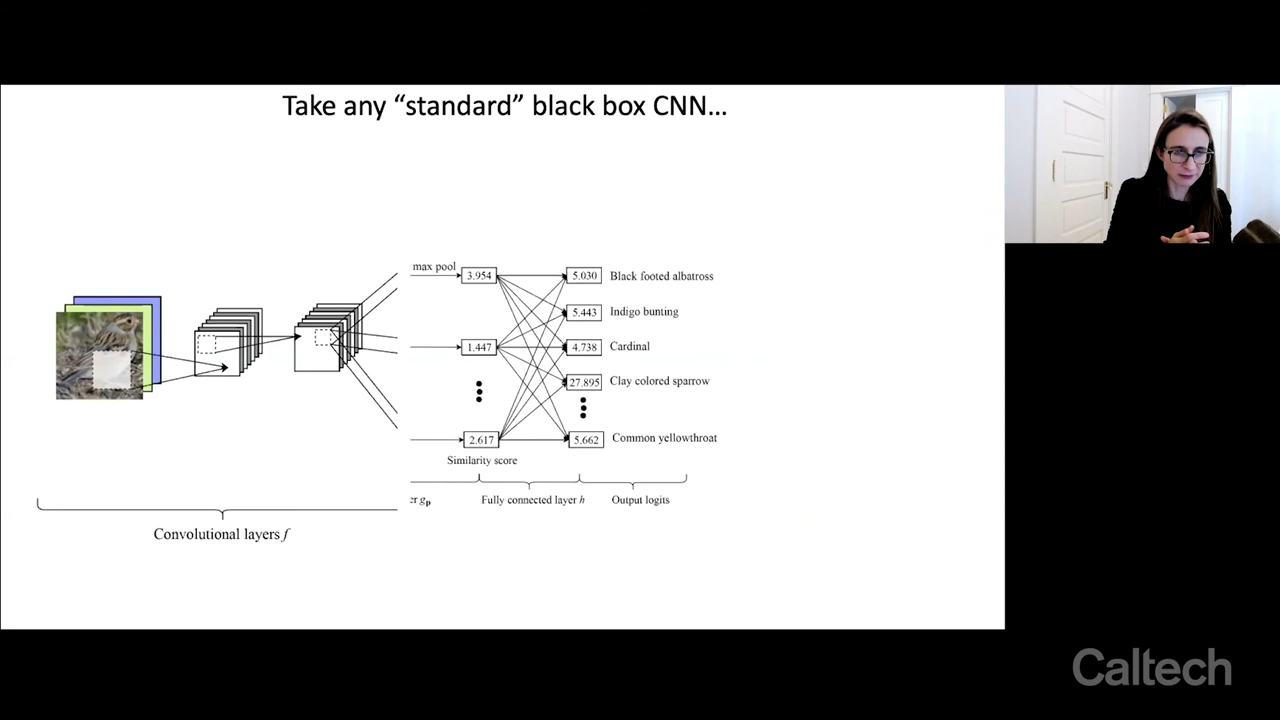 Take any “standard” black box CNN...
max pool
3.954
5.030
Black footed albatross
5.443
Indigo bunting
1.447
4.738
Cardinal
27.895
Clay colored sparrow
2.617
5.662
Common yellowthroat
Similarity score
er gp
Fully connected layer h
Output logits
Convolutional layers f
Caltech